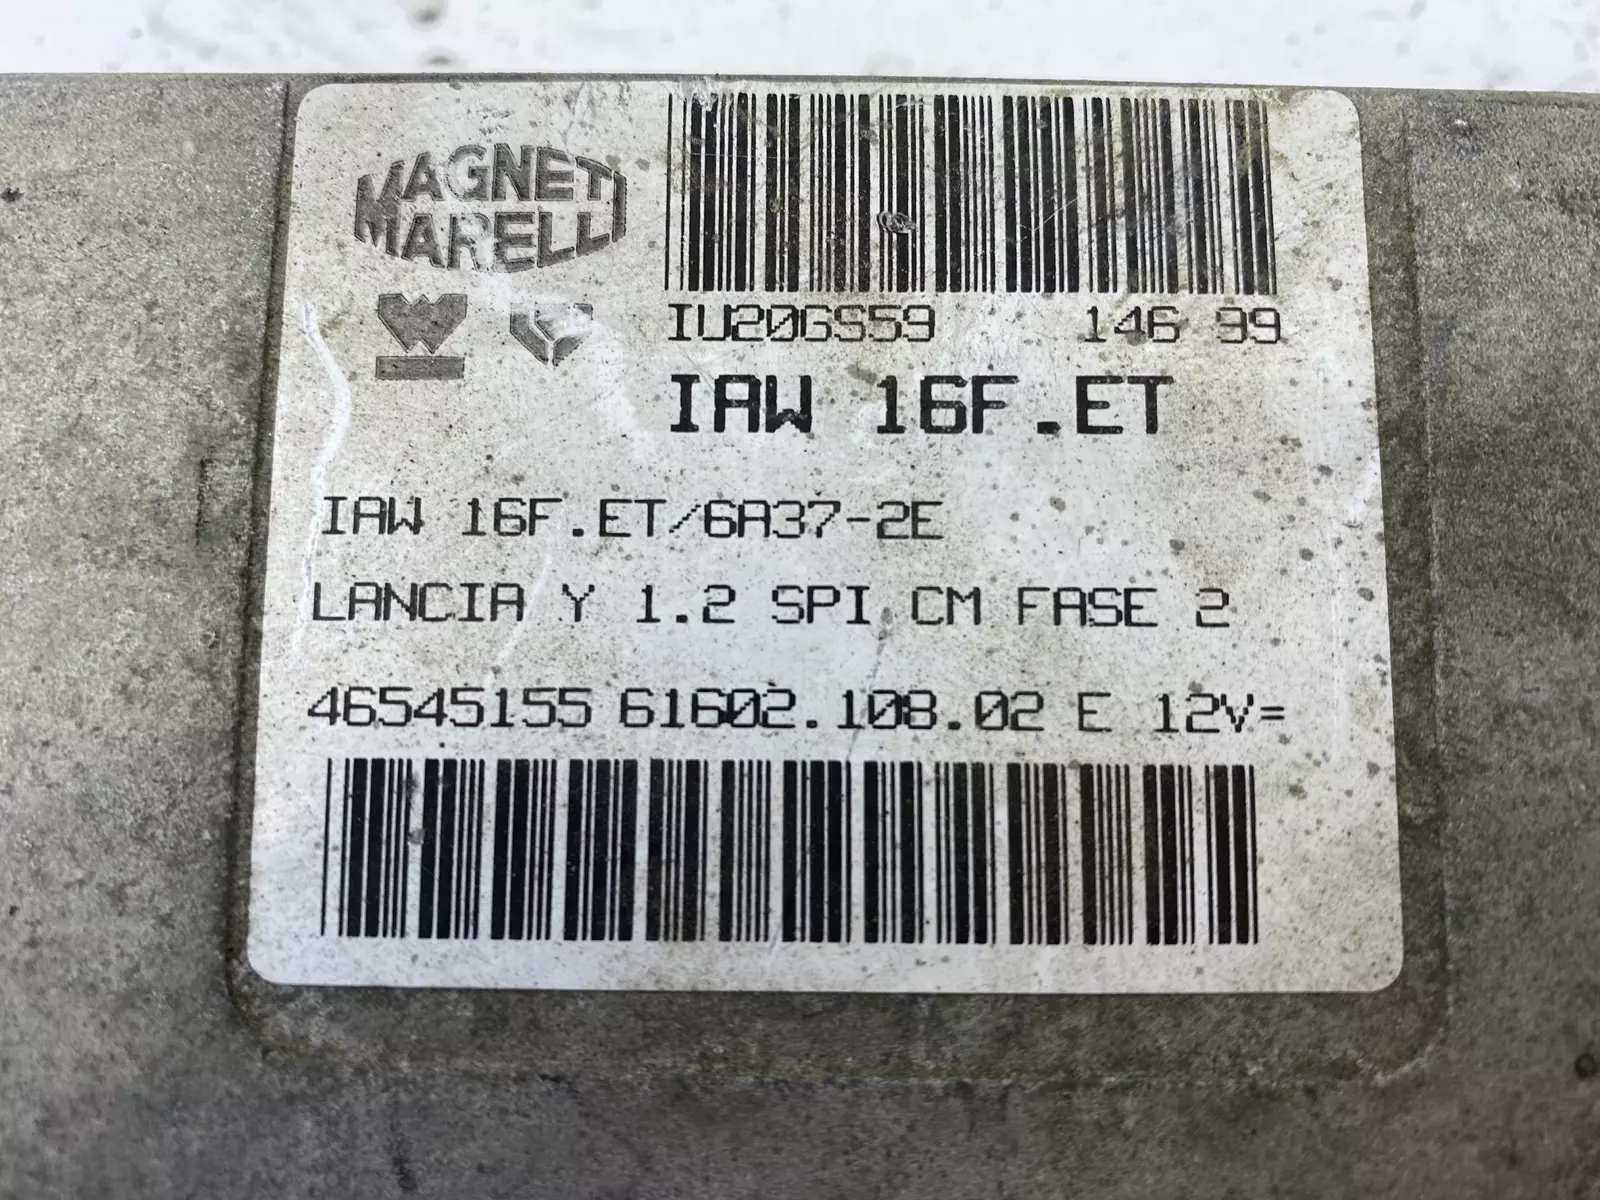 MAGNETI
MARELLI
IU206S59 146 99
IAW 16F.ET
IAW 16F.ET/6A37-2E
LANCIA Y 1.2 SPI CM FASE 2
46545155 61602.108.02 E 12V=